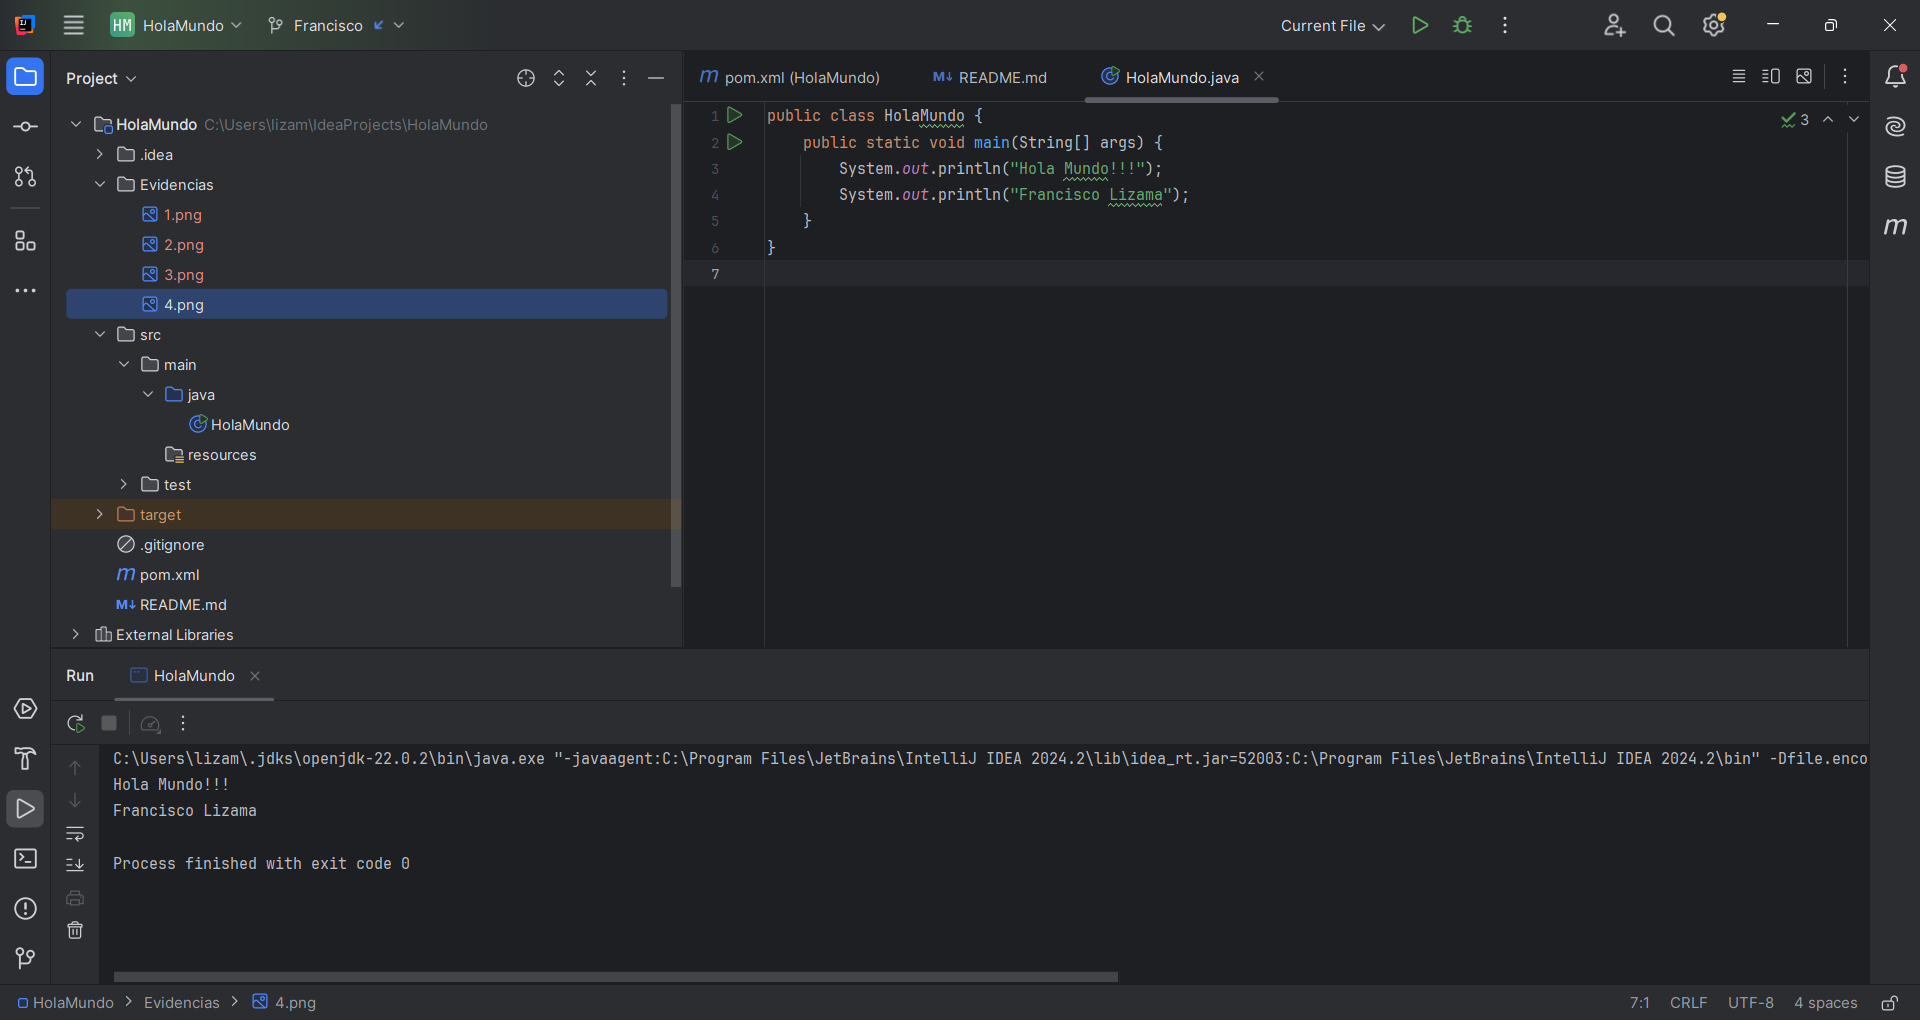 HM HolaMundo Francisco Current File
Project
HolaMundo C:\Users\lizam\IdeaProjects\HolaMundo
.idea
Evidencias
1.png
2.png
3.png
4.png
src
main
java
HolaMundo
resources
test
target
.gitignore
m pom.xml
M↓ README.md
External Libraries
m pom.xml (HolaMundo) M↓ README.md HolaMundo.java
3
1 public class HolaMundo {
2 public static void main(String[] args) {
3 System.out.println("Hola Mundo!!!");
4 System.out.println("Francisco Lizama");
5 }
6 }
7
m
Run HolaMundo
C:\Users\lizam\.jdks\openjdk-22.0.2\bin\java.exe "-javaagent:C:\Program Files\JetBrains\IntelliJ IDEA 2024.2\lib\idea_rt.jar=52003:C:\Program Files\JetBrains\IntelliJ IDEA 2024.2\bin" -Dfile.enco
Hola Mundo!!!
Francisco Lizama
Process finished with exit code 0
HolaMundo > Evidencias > 4.png 7:1 CRLF UTF-8 4 spaces